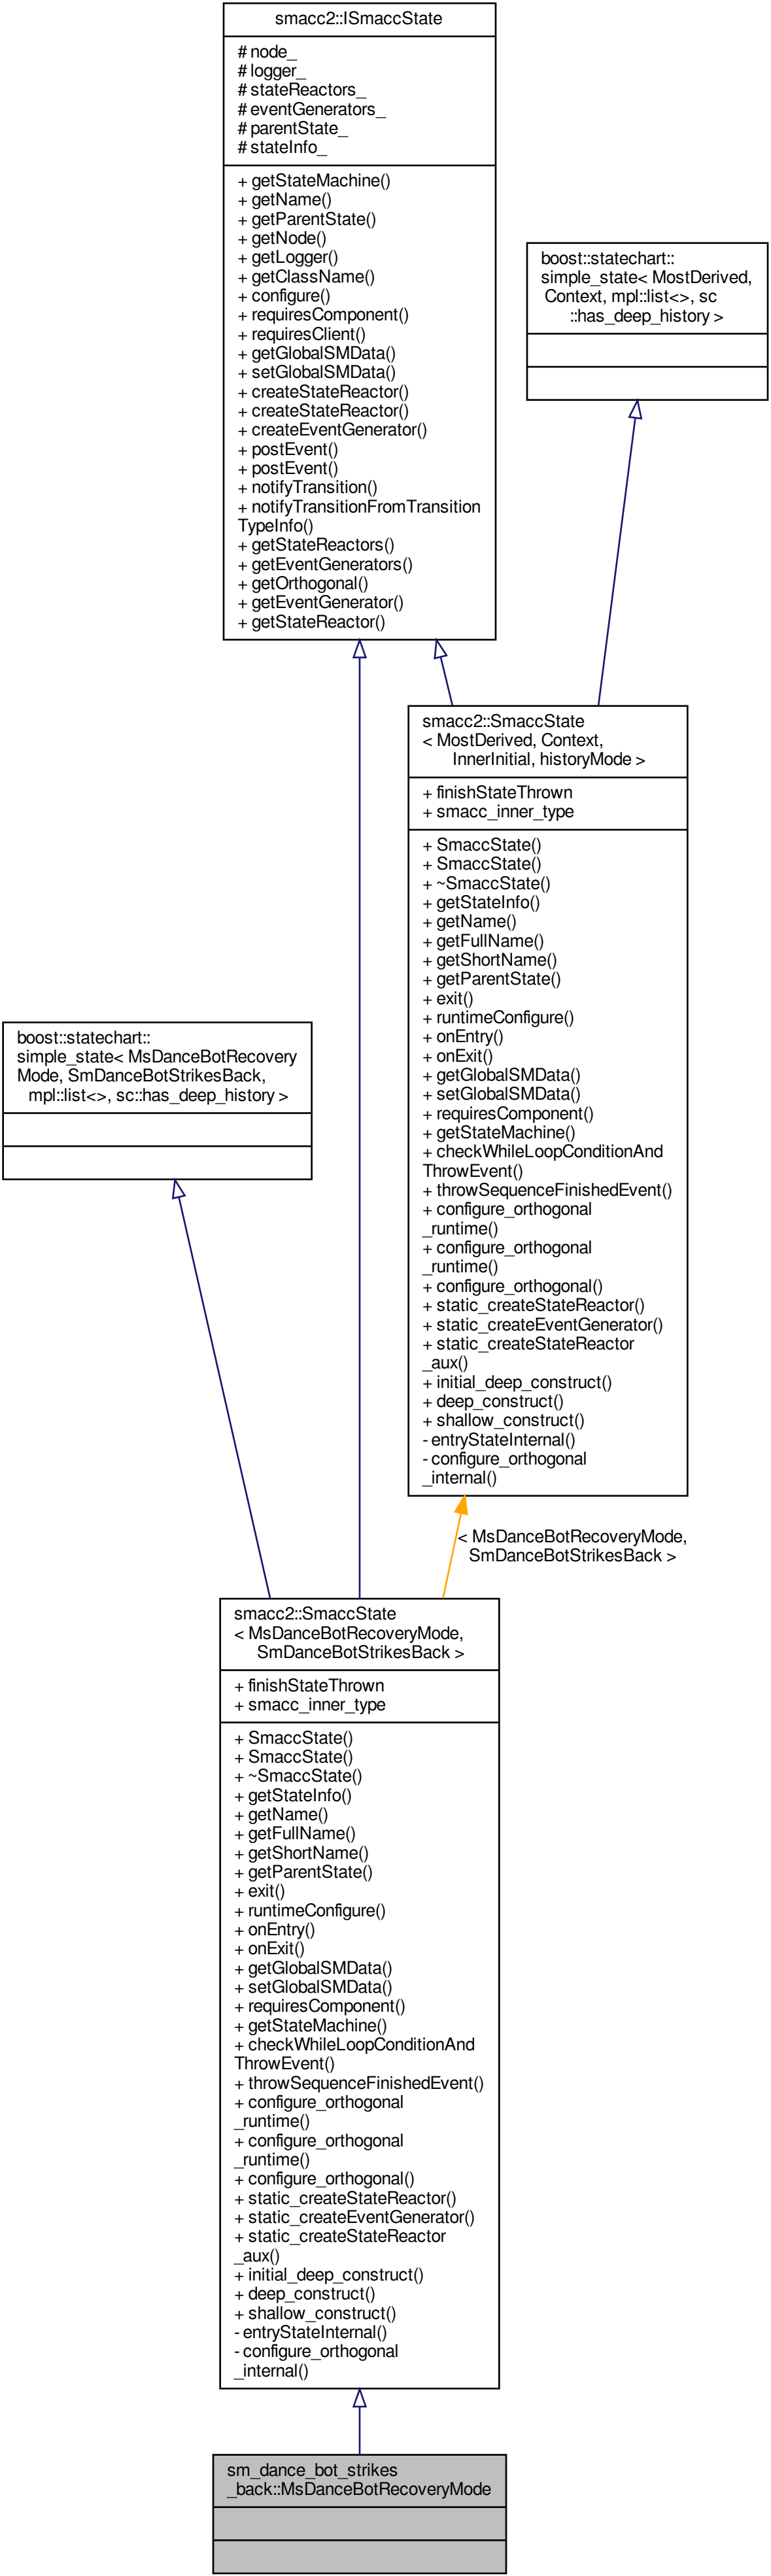 smacc2::ISmaccState
# node_
# logger_
# stateReactors_
# eventGenerators_
# parentState_
# stateInfo_
+ getStateMachine()
+ getName()
+ getParentState()
+ getNode()
+ getLogger()
+ getClassName()
+ configure()
+ requiresComponent()
+ requiresClient()
+ getGlobalSMData()
+ setGlobalSMData()
+ createStateReactor()
+ createStateReactor()
+ createEventGenerator()
+ postEvent()
+ postEvent()
+ notifyTransition()
+ notifyTransitionFromTransition
TypeInfo()
+ getStateReactors()
+ getEventGenerators()
+ getOrthogonal()
+ getEventGenerator()
+ getStateReactor()
boost::statechart::
simple_state< MostDerived,
Context, mpl::list<>, sc
::has_deep_history >
smacc2::SmaccState
< MostDerived, Context,
InnerInitial, historyMode >
+ finishStateThrown
+ smacc_inner_type
+ SmaccState()
+ SmaccState()
+ ~SmaccState()
+ getStateInfo()
+ getName()
+ getFullName()
+ getShortName()
+ getParentState()
+ exit()
+ runtimeConfigure()
+ onEntry()
+ onExit()
+ getGlobalSMData()
+ setGlobalSMData()
+ requiresComponent()
+ getStateMachine()
+ checkWhileLoopConditionAnd
ThrowEvent()
+ throwSequenceFinishedEvent()
+ configure_orthogonal
_runtime()
+ configure_orthogonal
_runtime()
+ configure_orthogonal()
+ static_createStateReactor()
+ static_createEventGenerator()
+ static_createStateReactor
_aux()
+ initial_deep_construct()
+ deep_construct()
+ shallow_construct()
- entryStateInternal()
- configure_orthogonal
_internal()
boost::statechart::
simple_state< MsDanceBotRecovery
Mode, SmDanceBotStrikesBack,
mpl::list<>, sc::has_deep_history >
< MsDanceBotRecoveryMode,
SmDanceBotStrikesBack >
smacc2::SmaccState
< MsDanceBotRecoveryMode,
SmDanceBotStrikesBack >
+ finishStateThrown
+ smacc_inner_type
+ SmaccState()
+ SmaccState()
+ ~SmaccState()
+ getStateInfo()
+ getName()
+ getFullName()
+ getShortName()
+ getParentState()
+ exit()
+ runtimeConfigure()
+ onEntry()
+ onExit()
+ getGlobalSMData()
+ setGlobalSMData()
+ requiresComponent()
+ getStateMachine()
+ checkWhileLoopConditionAnd
ThrowEvent()
+ throwSequenceFinishedEvent()
+ configure_orthogonal
_runtime()
+ configure_orthogonal
_runtime()
+ configure_orthogonal()
+ static_createStateReactor()
+ static_createEventGenerator()
+ static_createStateReactor
_aux()
+ initial_deep_construct()
+ deep_construct()
+ shallow_construct()
- entryStateInternal()
- configure_orthogonal
_internal()
sm_dance_bot_strikes
_back::MsDanceBotRecoveryMode